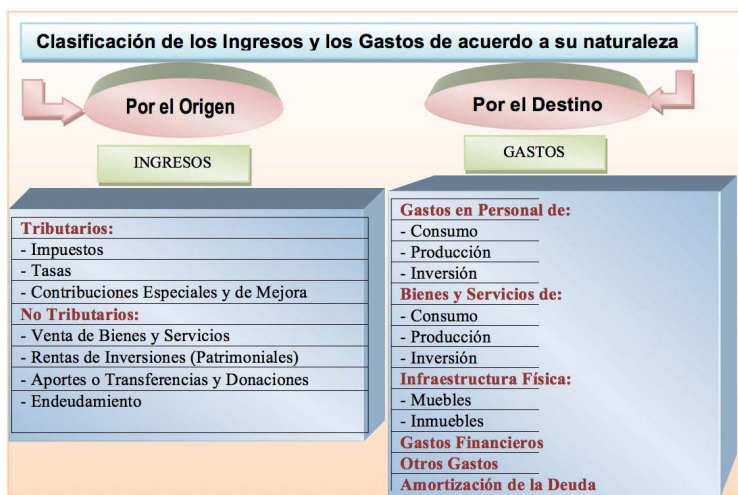 Clasificación de los Ingresos y los Gastos de acuerdo a su naturaleza
Por el Origen
INGRESOS
Tributarios:
- Impuestos
- Tasas
- Contribuciones Especiales y de Mejora
No Tributarios:
- Venta de Bienes y Servicios
- Rentas de Inversiones (Patrimoniales)
- Aportes o Transferencias y Donaciones
- Endeudamiento
Por el Destino
GASTOS
Gastos en Personal de:
- Consumo
- Producción
- Inversión
Bienes y Servicios de:
- Consumo
- Producción
- Inversión
Infraestructura Física:
- Muebles
- Inmuebles
Gastos Financieros
Otros Gastos
Amortización de la Deuda